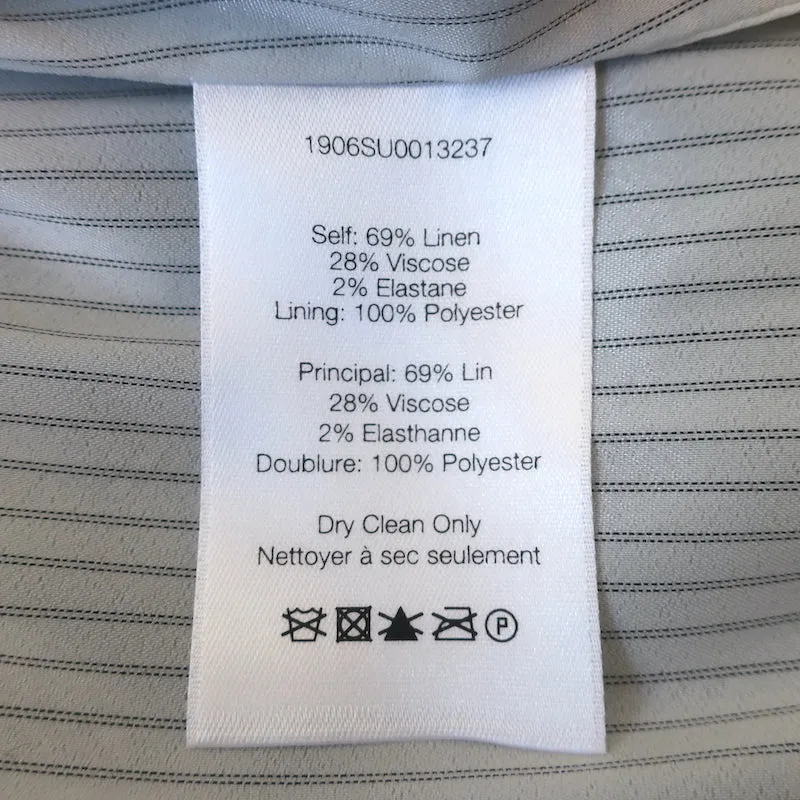 1906SU0013237
Self: 69% Linen
28% Viscose
2% Elastane
Lining: 100% Polyester
Principal: 69% Lin
28% Viscose
2% Elasthanne
Doublure: 100% Polyester
Dry Clean Only
Nettoyer à sec seulement
P